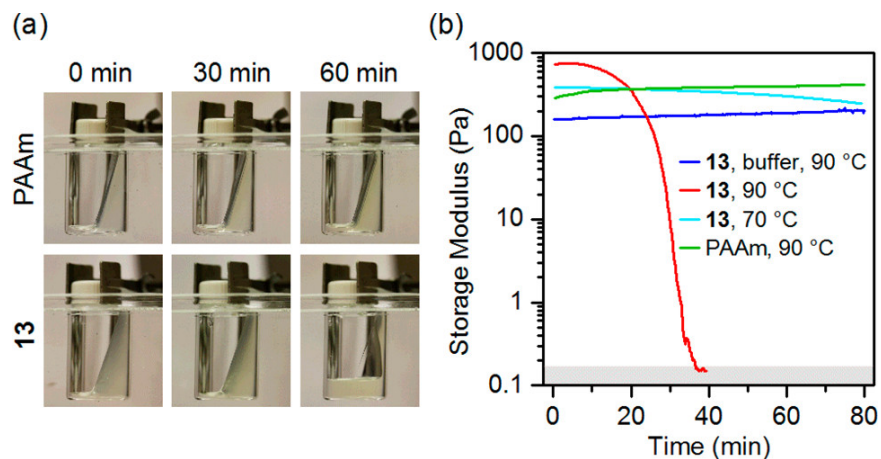 (a)
0 min 30 min 60 min
PAAm
13
(b)
Storage Modulus (Pa)
1000
100
10
1
0.1
13, buffer, 90 °C
13, 90 °C
13, 70 °C
PAAm, 90 °C
0 20 40 60 80
Time (min)